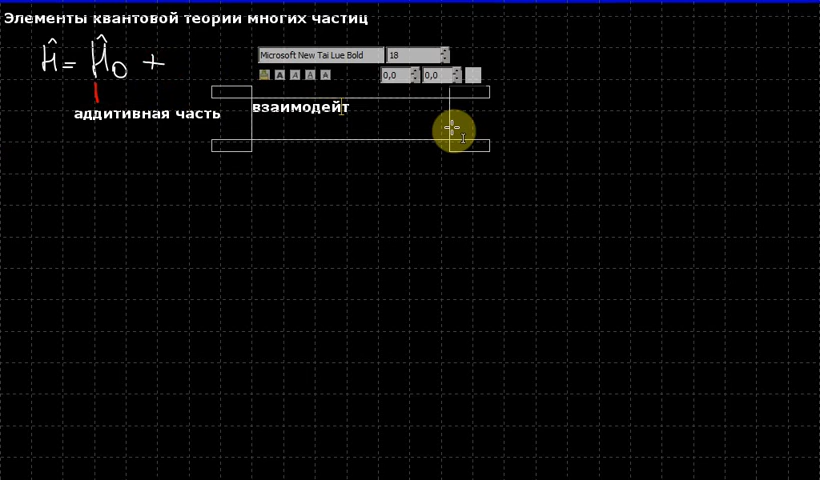 Элементы квантовой теории многих частиц
Ĥ = Ĥ₀ +
Microsoft New Tai Lue Bold 18
A A A A A 0,0 0,0
аддитивная часть
взаимодейт